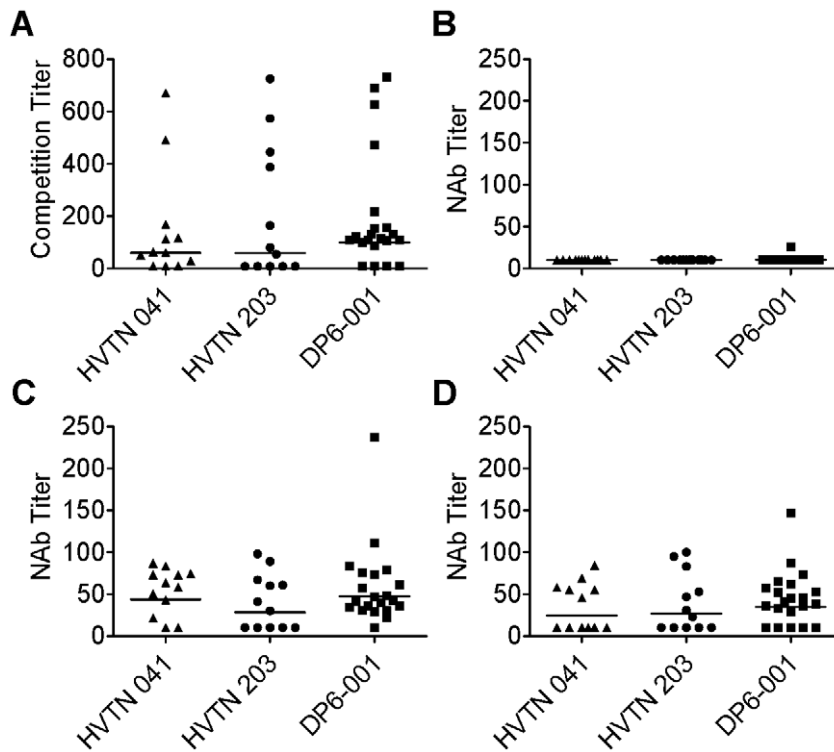 A
Competition Titer
800
600
400
200
0
HVTN 041
HVTN 203
DP6-001
B
NAb Titer
250
200
150
100
50
0
HVTN 041
HVTN 203
DP6-001
C
NAb Titer
250
200
150
100
50
0
HVTN 041
HVTN 203
DP6-001
D
NAb Titer
250
200
150
100
50
0
HVTN 041
HVTN 203
DP6-001